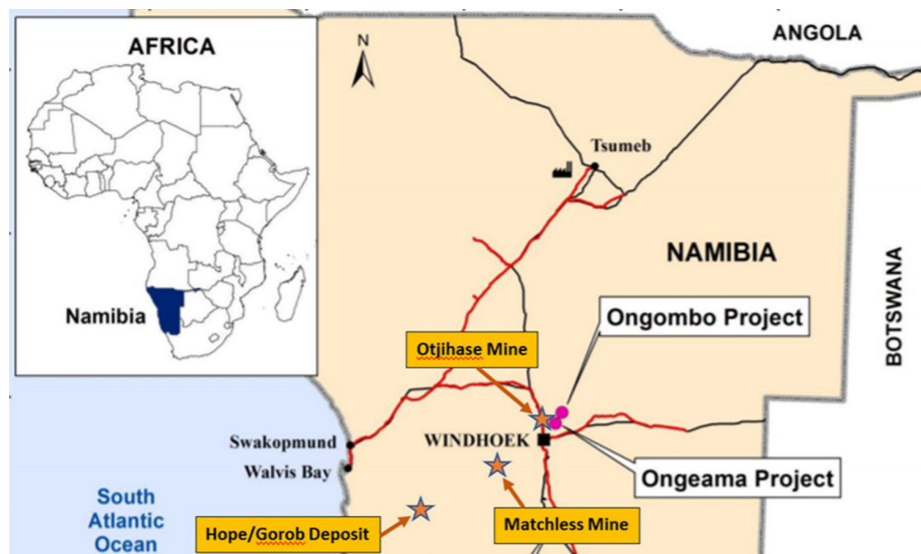 AFRICA
Namibia
N
ANGOLA
Tsumeb
NAMIBIA
BOTSWANA
Ongombo Project
Otjihase Mine
Swakopmund
WINDHOEK
Walvis Bay
Ongeama Project
South
Atlantic
Ocean
Hope/Gorob Deposit
Matchless Mine